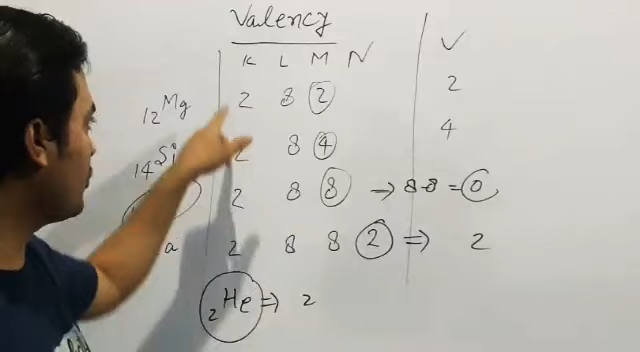 Valency
K L M N V
12Mg 2 8 2 2
14Si 2 8 4 4
2 8 8 ⇒ 8-8 = 0
a 2 8 8 2 ⇒ 2
2He ⇒ 2